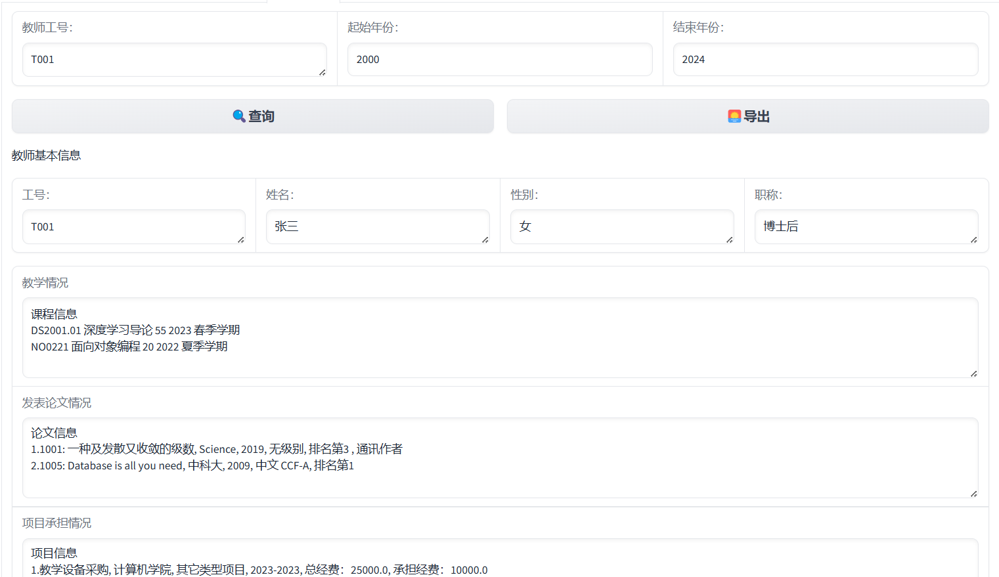 教师工号：
起始年份：
结束年份：
T001
2000
2024
查询
导出
教师基本信息
工号：
姓名：
性别：
职称：
T001
张三
女
博士后
教学情况
课程信息
DS2001.01 深度学习导论 55 2023 春季学期
NO0221 面向对象编程 20 2022 夏季学期
发表论文情况
论文信息
1.1001: 一种及发散又收敛的级数, Science, 2019, 无级别, 排名第3 , 通讯作者
2.1005: Database is all you need, 中科大, 2009, 中文 CCF-A, 排名第1
项目承担情况
项目信息
1.教学设备采购, 计算机学院, 其它类型项目, 2023-2023, 总经费：25000.0, 承担经费：10000.0